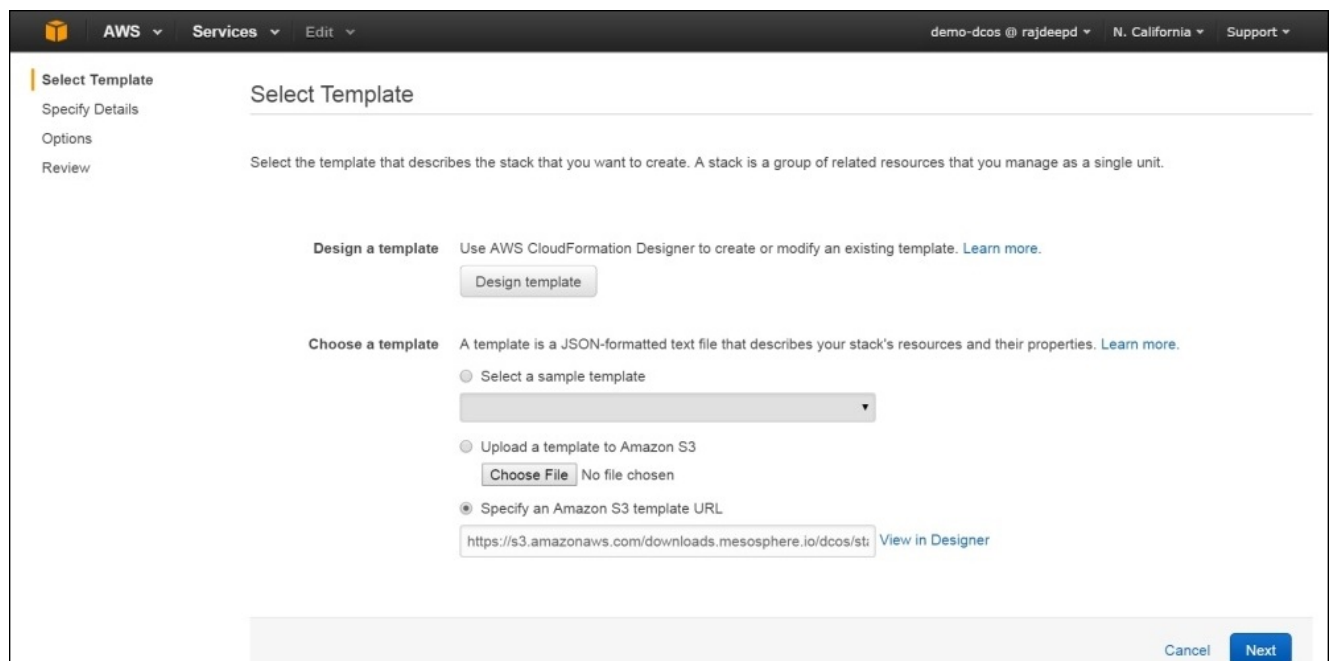 AWS Services Edit demo-dcos @ rajdeepd N. California Support
Select Template
Specify Details
Options
Review
Select Template
Select the template that describes the stack that you want to create. A stack is a group of related resources that you manage as a single unit.
Design a template Use AWS CloudFormation Designer to create or modify an existing template. Learn more.
Design template
Choose a template A template is a JSON-formatted text file that describes your stack's resources and their properties. Learn more.
Select a sample template
Upload a template to Amazon S3
Choose File No file chosen
Specify an Amazon S3 template URL
https://s3.amazonaws.com/downloads.mesosphere.io/dcos/sta View in Designer
Cancel Next